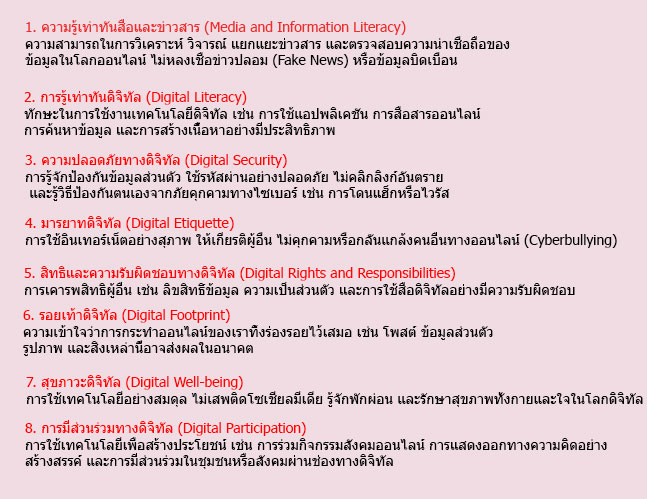 1. ความรู้เท่าทันสื่อและข่าวสาร (Media and Information Literacy)
ความสามารถในการวิเคราะห์ วิจารณ์ แยกแยะข่าวสาร และตรวจสอบความน่าเชื่อถือของ
ข้อมูลในโลกออนไลน์ ไม่หลงเชื่อข่าวปลอม (Fake News) หรือข้อมูลบิดเบือน
2. การรู้เท่าทันดิจิทัล (Digital Literacy)
ทักษะในการใช้งานเทคโนโลยีดิจิทัล เช่น การใช้แอปพลิเคชัน การสื่อสารออนไลน์
การค้นหาข้อมูล และการสร้างเนื้อหาอย่างมีประสิทธิภาพ
3. ความปลอดภัยทางดิจิทัล (Digital Security)
การรู้จักป้องกันข้อมูลส่วนตัว ใช้รหัสผ่านอย่างปลอดภัย ไม่คลิกลิงก์อันตราย
และรู้วิธีป้องกันตนเองจากภัยคุกคามทางไซเบอร์ เช่น การโดนแฮ็กหรือไวรัส
4. มารยาทดิจิทัล (Digital Etiquette)
การใช้อินเทอร์เน็ตอย่างสุภาพ ให้เกียรติผู้อื่น ไม่คุกคามหรือกลั่นแกล้งคนอื่นทางออนไลน์ (Cyberbullying)
5. สิทธิและความรับผิดชอบทางดิจิทัล (Digital Rights and Responsibilities)
การเคารพสิทธิผู้อื่น เช่น ลิขสิทธิ์ข้อมูล ความเป็นส่วนตัว และการใช้สื่อดิจิทัลอย่างมีความรับผิดชอบ
6. รอยเท้าดิจิทัล (Digital Footprint)
ความเข้าใจว่าการกระทำออนไลน์ของเราทิ้งร่องรอยไว้เสมอ เช่น โพสต์ ข้อมูลส่วนตัว
รูปภาพ และสิ่งเหล่านี้อาจส่งผลในอนาคต
7. สุขภาวะดิจิทัล (Digital Well-being)
การใช้เทคโนโลยีอย่างสมดุล ไม่เสพติดโซเชียลมีเดีย รู้จักพักผ่อน และรักษาสุขภาพทั้งกายและใจในโลกดิจิทัล
8. การมีส่วนร่วมทางดิจิทัล (Digital Participation)
การใช้เทคโนโลยีเพื่อสร้างประโยชน์ เช่น การร่วมกิจกรรมสังคมออนไลน์ การแสดงออกทางความคิดอย่าง
สร้างสรรค์ และการมีส่วนร่วมในชุมชนหรือสังคมผ่านช่องทางดิจิทัล